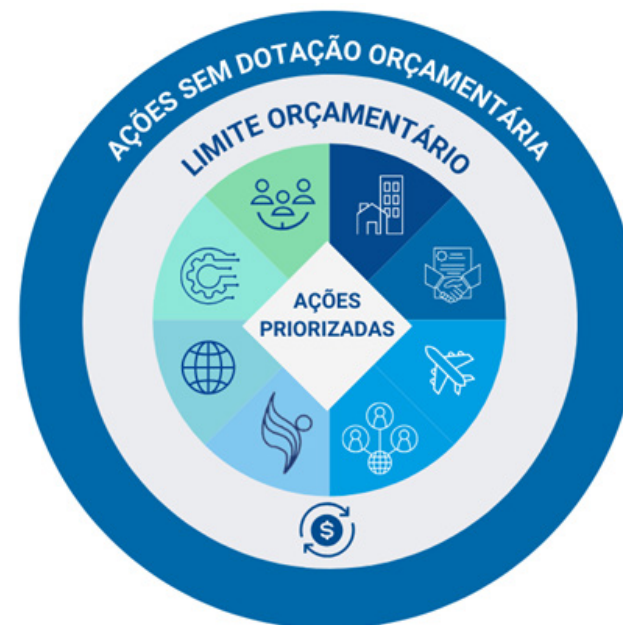 AÇÕES SEM DOTAÇÃO ORÇAMENTÁRIA
LIMITE ORÇAMENTÁRIO
AÇÕES
PRIORIZADAS
$